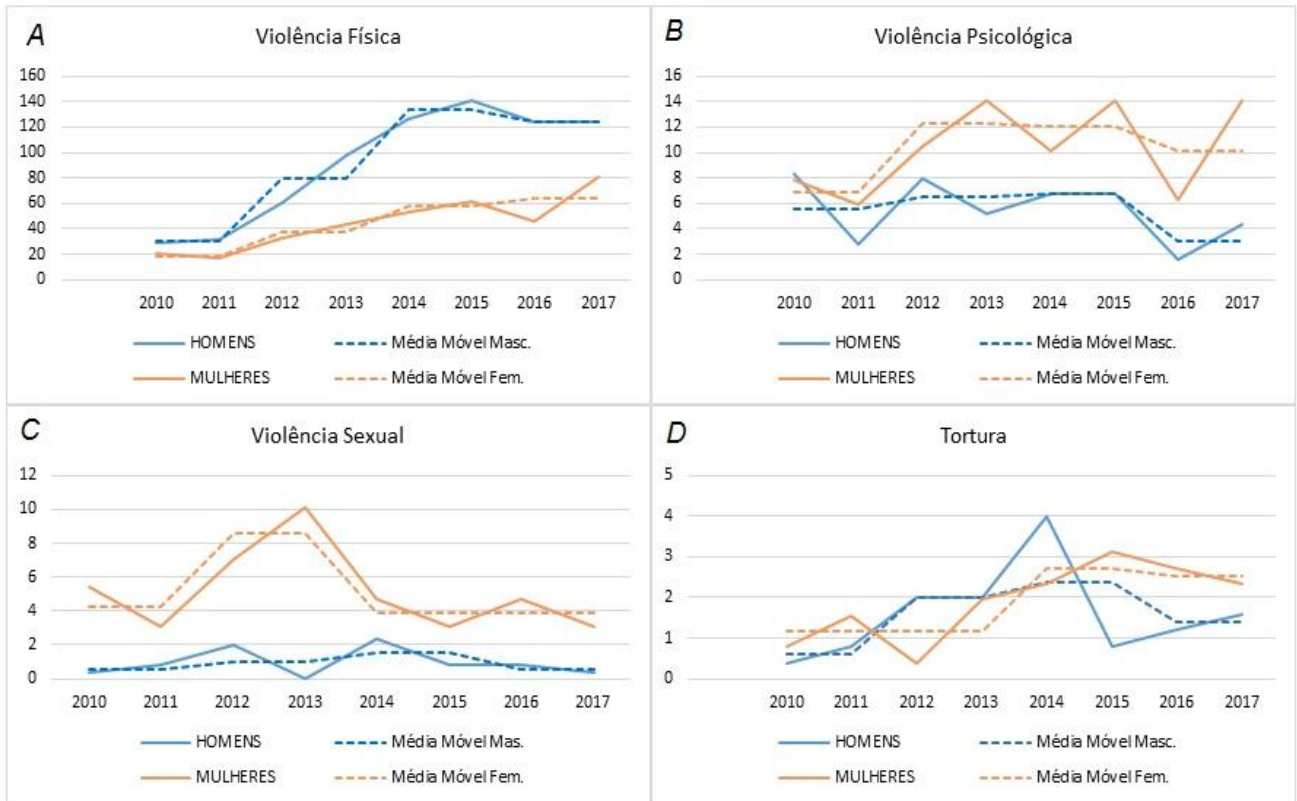 A
Violência Física
160
140
120
100
80
60
40
20
0
2010 2011 2012 2013 2014 2015 2016 2017
HOMENS Média Móvel Masc.
MULHERES Média Móvel Fem.
B
Violência Psicológica
16
14
12
10
8
6
4
2
0
2010 2011 2012 2013 2014 2015 2016 2017
HOMENS Média Móvel Masc.
MULHERES Média Móvel Fem.
C
Violência Sexual
12
10
8
6
4
2
0
2010 2011 2012 2013 2014 2015 2016 2017
HOMENS Média Móvel Mas.
MULHERES Média Móvel Fem.
D
Tortura
5
4
3
2
1
0
2010 2011 2012 2013 2014 2015 2016 2017
HOMENS Média Móvel Masc.
MULHERES Média Móvel Fem.